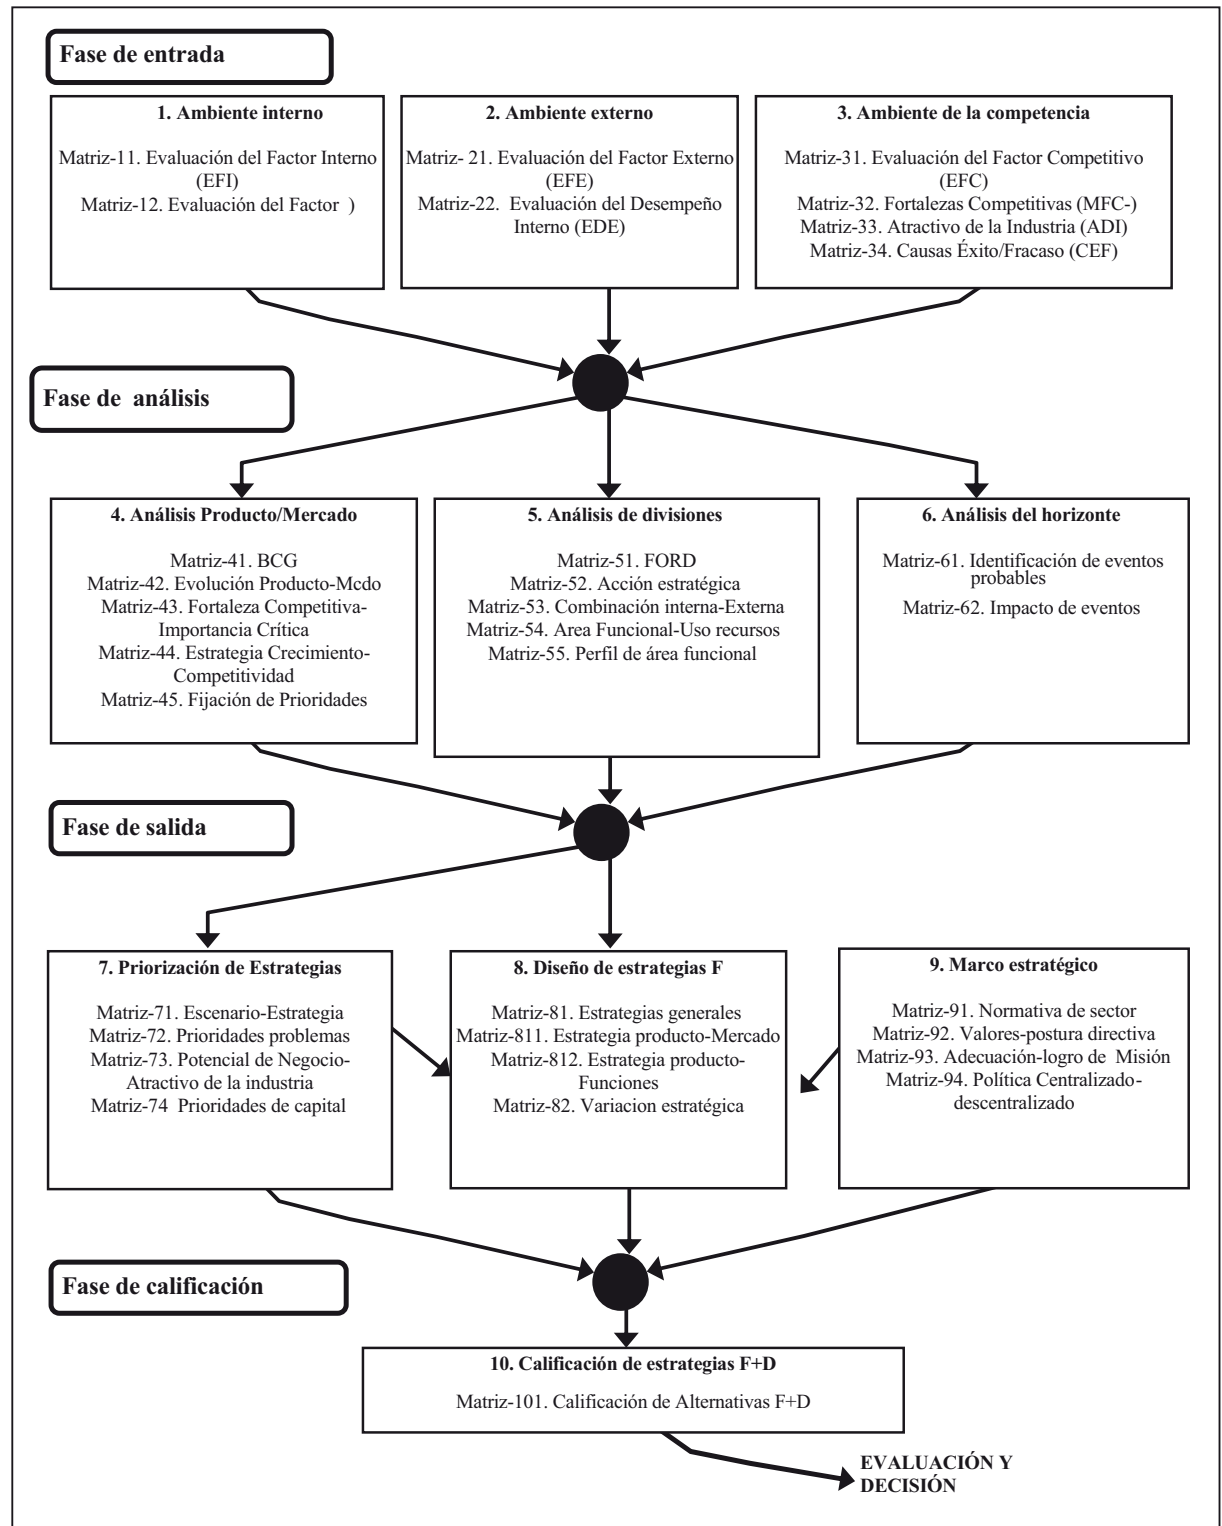 Fase de entrada
1. Ambiente interno
Matriz-11. Evaluación del Factor Interno
(EFI)
Matriz-12. Evaluación del Factor )
2. Ambiente externo
Matriz- 21. Evaluación del Factor Externo
(EFE)
Matriz-22. Evaluación del Desempeño
Interno (EDE)
3. Ambiente de la competencia
Matriz-31. Evaluación del Factor Competitivo
(EFC)
Matriz-32. Fortalezas Competitivas (MFC-)
Matriz-33. Atractivo de la Industria (ADI)
Matriz-34. Causas Éxito/Fracaso (CEF)
Fase de análisis
4. Análisis Producto/Mercado
Matriz-41. BCG
Matriz-42. Evolución Producto-Mcdo
Matriz-43. Fortaleza Competitiva-
Importancia Crítica
Matriz-44. Estrategia Crecimiento-
Competitividad
Matriz-45. Fijación de Prioridades
5. Análisis de divisiones
Matriz-51. FORD
Matriz-52. Acción estratégica
Matriz-53. Combinación interna-Externa
Matriz-54. Area Funcional-Uso recursos
Matriz-55. Perfil de área funcional
6. Análisis del horizonte
Matriz-61. Identificación de eventos
probables
Matriz-62. Impacto de eventos
Fase de salida
7. Priorización de Estrategias
Matriz-71. Escenario-Estrategia
Matriz-72. Prioridades problemas
Matriz-73. Potencial de Negocio-
Atractivo de la industria
Matriz-74 Prioridades de capital
8. Diseño de estrategias F
Matriz-81. Estrategias generales
Matriz-811. Estrategia producto-Mercado
Matriz-812. Estrategia producto-
Funciones
Matriz-82. Variacion estratégica
9. Marco estratégico
Matriz-91. Normativa de sector
Matriz-92. Valores-postura directiva
Matriz-93. Adecuación-logro de Misión
Matriz-94. Política Centralizado-
descentralizado
Fase de calificación
10. Calificación de estrategias F+D
Matriz-101. Calificación de Alternativas F+D
EVALUACIÓN Y
DECISIÓN